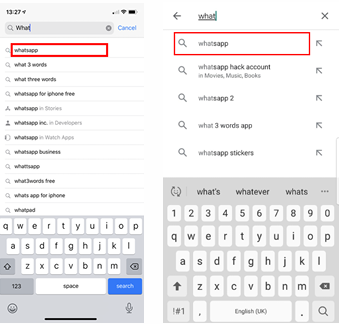 13:27
What
Cancel
whatsapp
what 3 words
what three words
whatsapp for iphone free
whatsapp in Stories
whatsapp inc. in Developers
whatsapp in Watch Apps
whatsapp business
whattsapp
what3words free
whats app for iphone
whatpad
q w e r t y u i o p
a s d f g h j k l
z x c v b n m
123 space search
what
whatsapp
whatsapp hack account
in Movies, Music, Books
whatsapp 2
what 3 words app
whatsapp stickers
what's whatever whats
1 2 3 4 5 6 7 8 9 0
q w e r t y u i o p
a s d f g h j k l
z x c v b n m
!#1 , English (UK) .